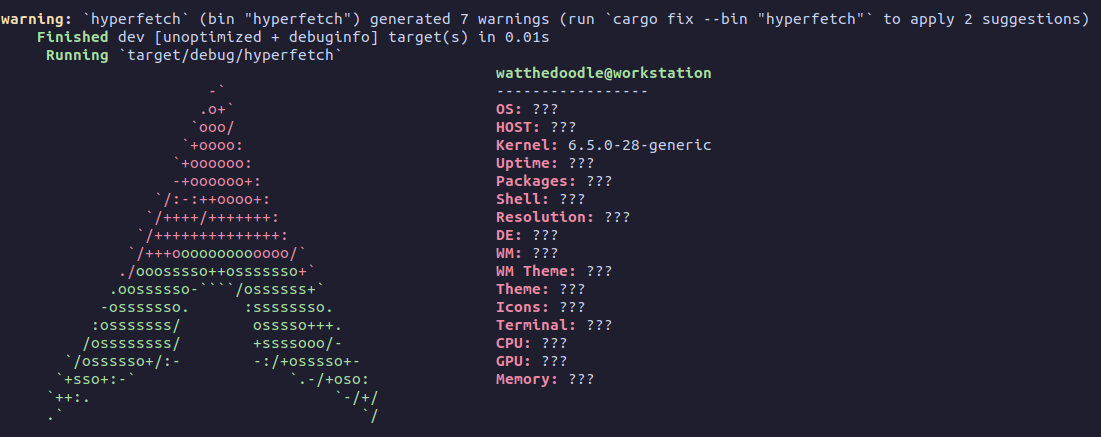 warning: `hyperfetch` (bin "hyperfetch") generated 7 warnings (run `cargo fix --bin "hyperfetch"` to apply 2 suggestions)
    Finished dev [unoptimized + debuginfo] target(s) in 0.01s
     Running `target/debug/hyperfetch`
                                                       watthedoodle@workstation
                       -`                              -----------------
                      .o+`                             OS: ???
                     `ooo/                             HOST: ???
                    `+oooo:                            Kernel: 6.5.0-28-generic
                   `+oooooo:                           Uptime: ???
                   -+oooooo+:                          Packages: ???
                 `/:-:++oooo+:                         Shell: ???
                `/++++/+++++++:                        Resolution: ???
               `/++++++++++++++:                       DE: ???
              `/+++ooooooooooooo/`                     WM: ???
             ./ooosssso++osssssso+`                    WM Theme: ???
            .oossssso-````/ossssss+`                   Theme: ???
           -osssssso.      :ssssssso.                  Icons: ???
          :osssssss/        osssso+++.                 Terminal: ???
         /ossssssss/        +ssssooo/-                 CPU: ???
       `/ossssso+/:-        -:/+osssso+-               GPU: ???
      `+sso+:-`                 `.-/+oso:              Memory: ???
     `++:.                           `-/+/
     .`                                 `/